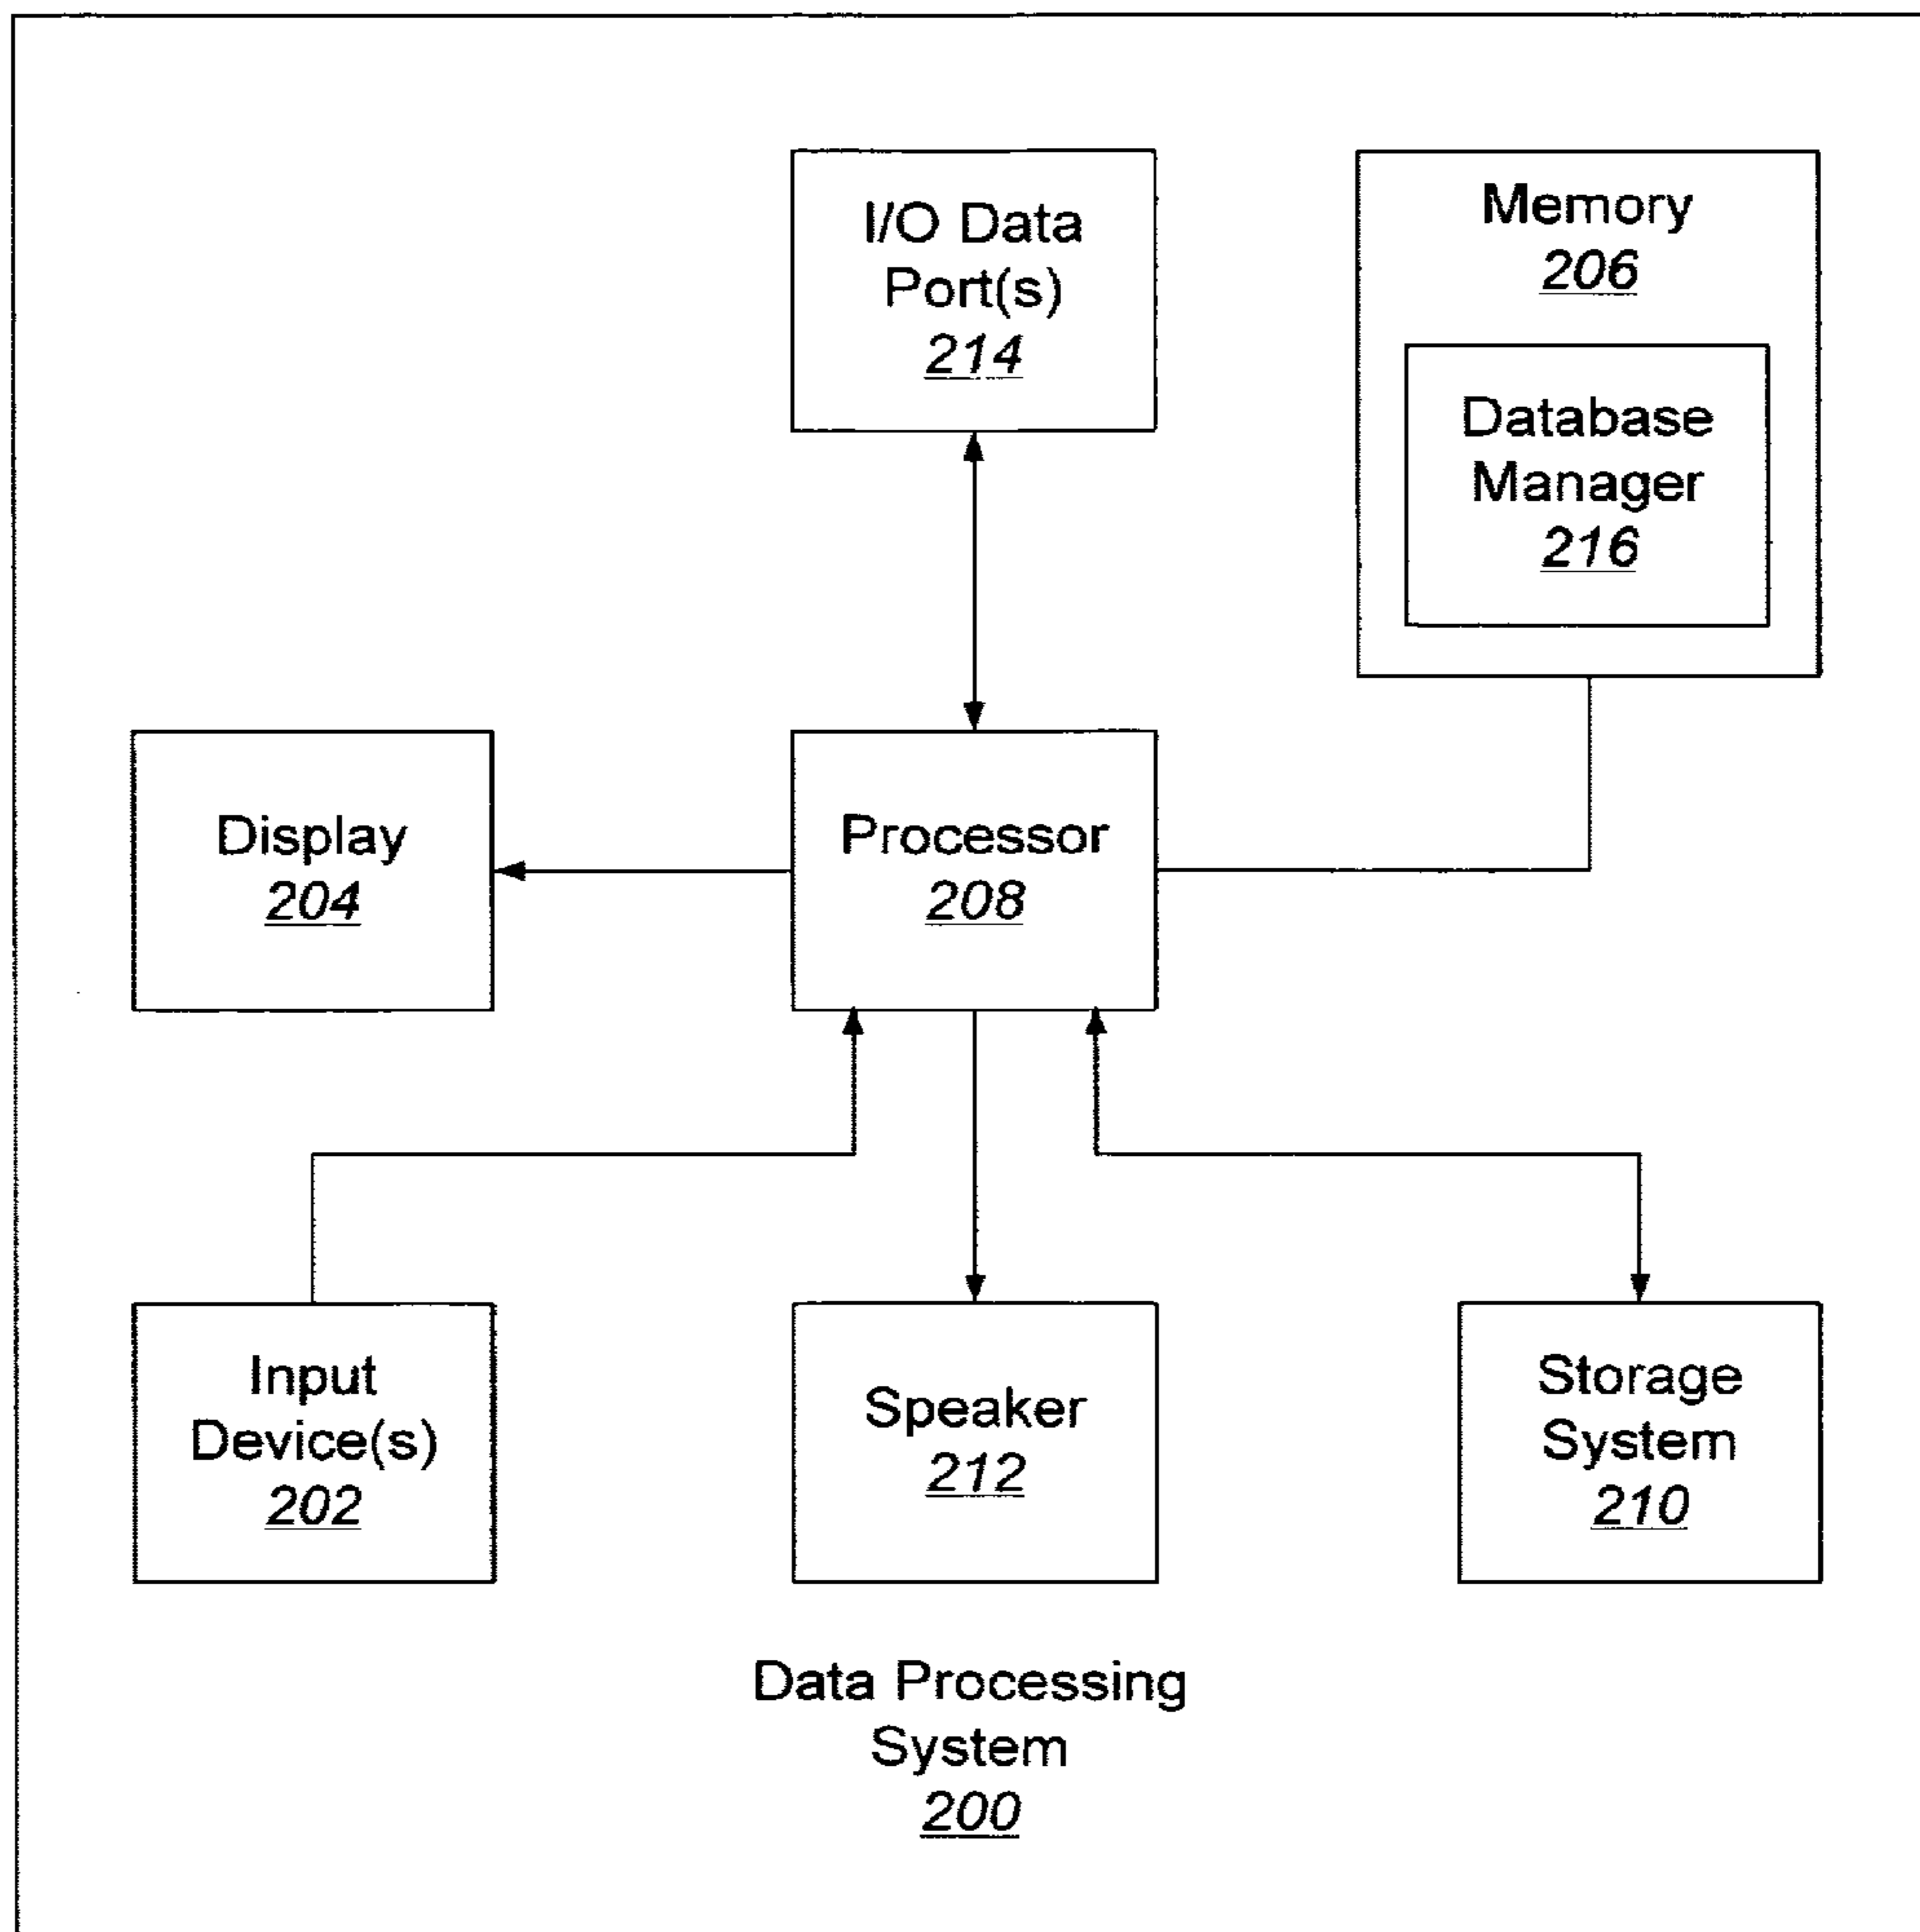 I/O Data
Port(s)
214
Memory
206
Database
Manager
216
Display
204
Processor
208
Input
Device(s)
202
Speaker
212
Storage
System
210
Data Processing
System
200